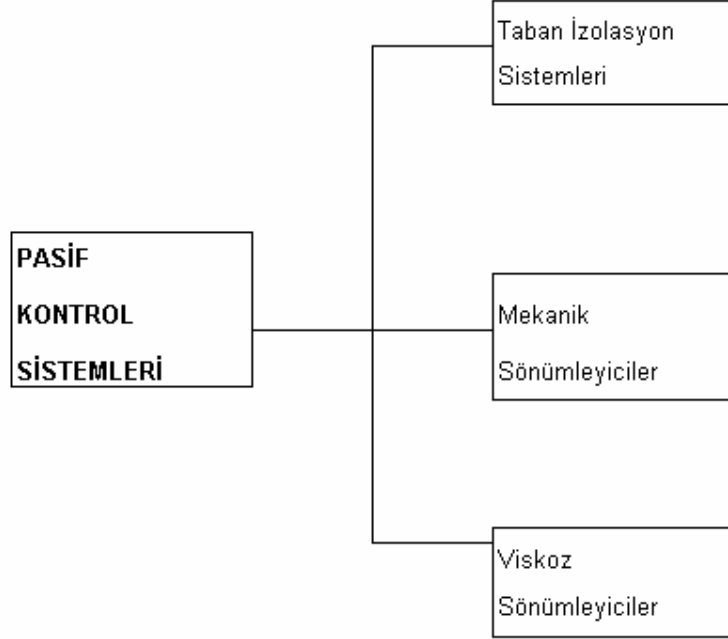 Taban İzolasyon
Sistemleri
PASİF
KONTROL
SİSTEMLERİ
Mekanik
Sönümleyiciler
Viskoz
Sönümleyiciler